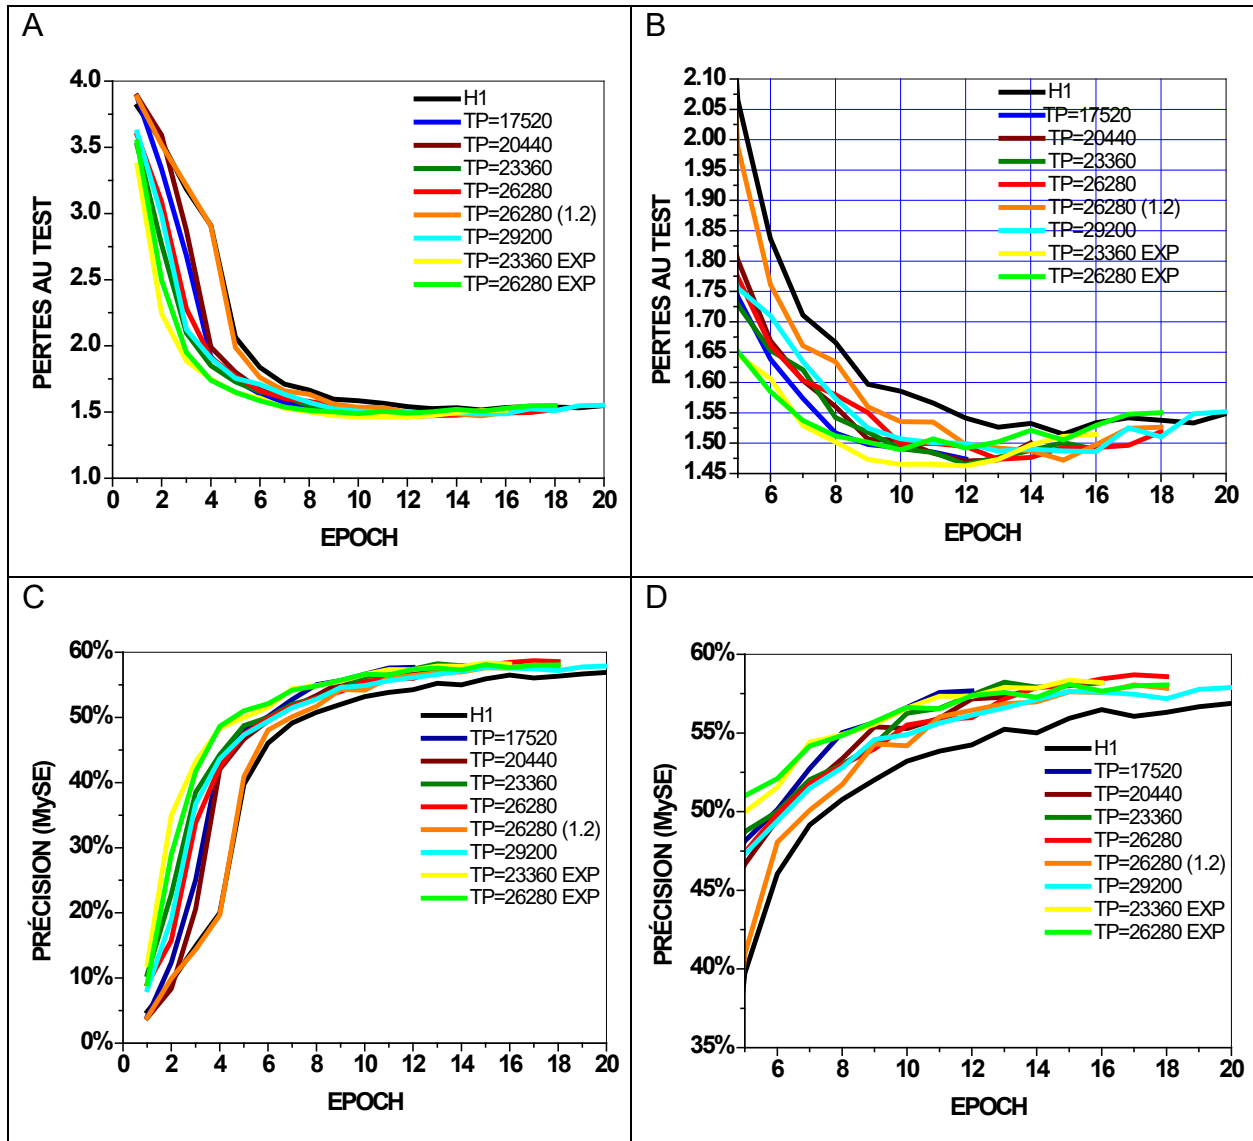 A
PERTES AU TEST
4.0
3.5
3.0
2.5
2.0
1.5
1.0
0 2 4 6 8 10 12 14 16 18 20
EPOCH
H1
TP=17520
TP=20440
TP=23360
TP=26280
TP=26280 (1.2)
TP=29200
TP=23360 EXP
TP=26280 EXP
B
PERTES AU TEST
2.10
2.05
2.00
1.95
1.90
1.85
1.80
1.75
1.70
1.65
1.60
1.55
1.50
1.45
6 8 10 12 14 16 18 20
EPOCH
H1
TP=17520
TP=20440
TP=23360
TP=26280
TP=26280 (1.2)
TP=29200
TP=23360 EXP
TP=26280 EXP
C
PRÉCISION (MySE)
60%
50%
40%
30%
20%
10%
0%
0 2 4 6 8 10 12 14 16 18 20
EPOCH
H1
TP=17520
TP=20440
TP=23360
TP=26280
TP=26280 (1.2)
TP=29200
TP=23360 EXP
TP=26280 EXP
D
PRÉCISION (MySE)
60%
55%
50%
45%
40%
35%
6 8 10 12 14 16 18 20
EPOCH
H1
TP=17520
TP=20440
TP=23360
TP=26280
TP=26280 (1.2)
TP=29200
TP=23360 EXP
TP=26280 EXP